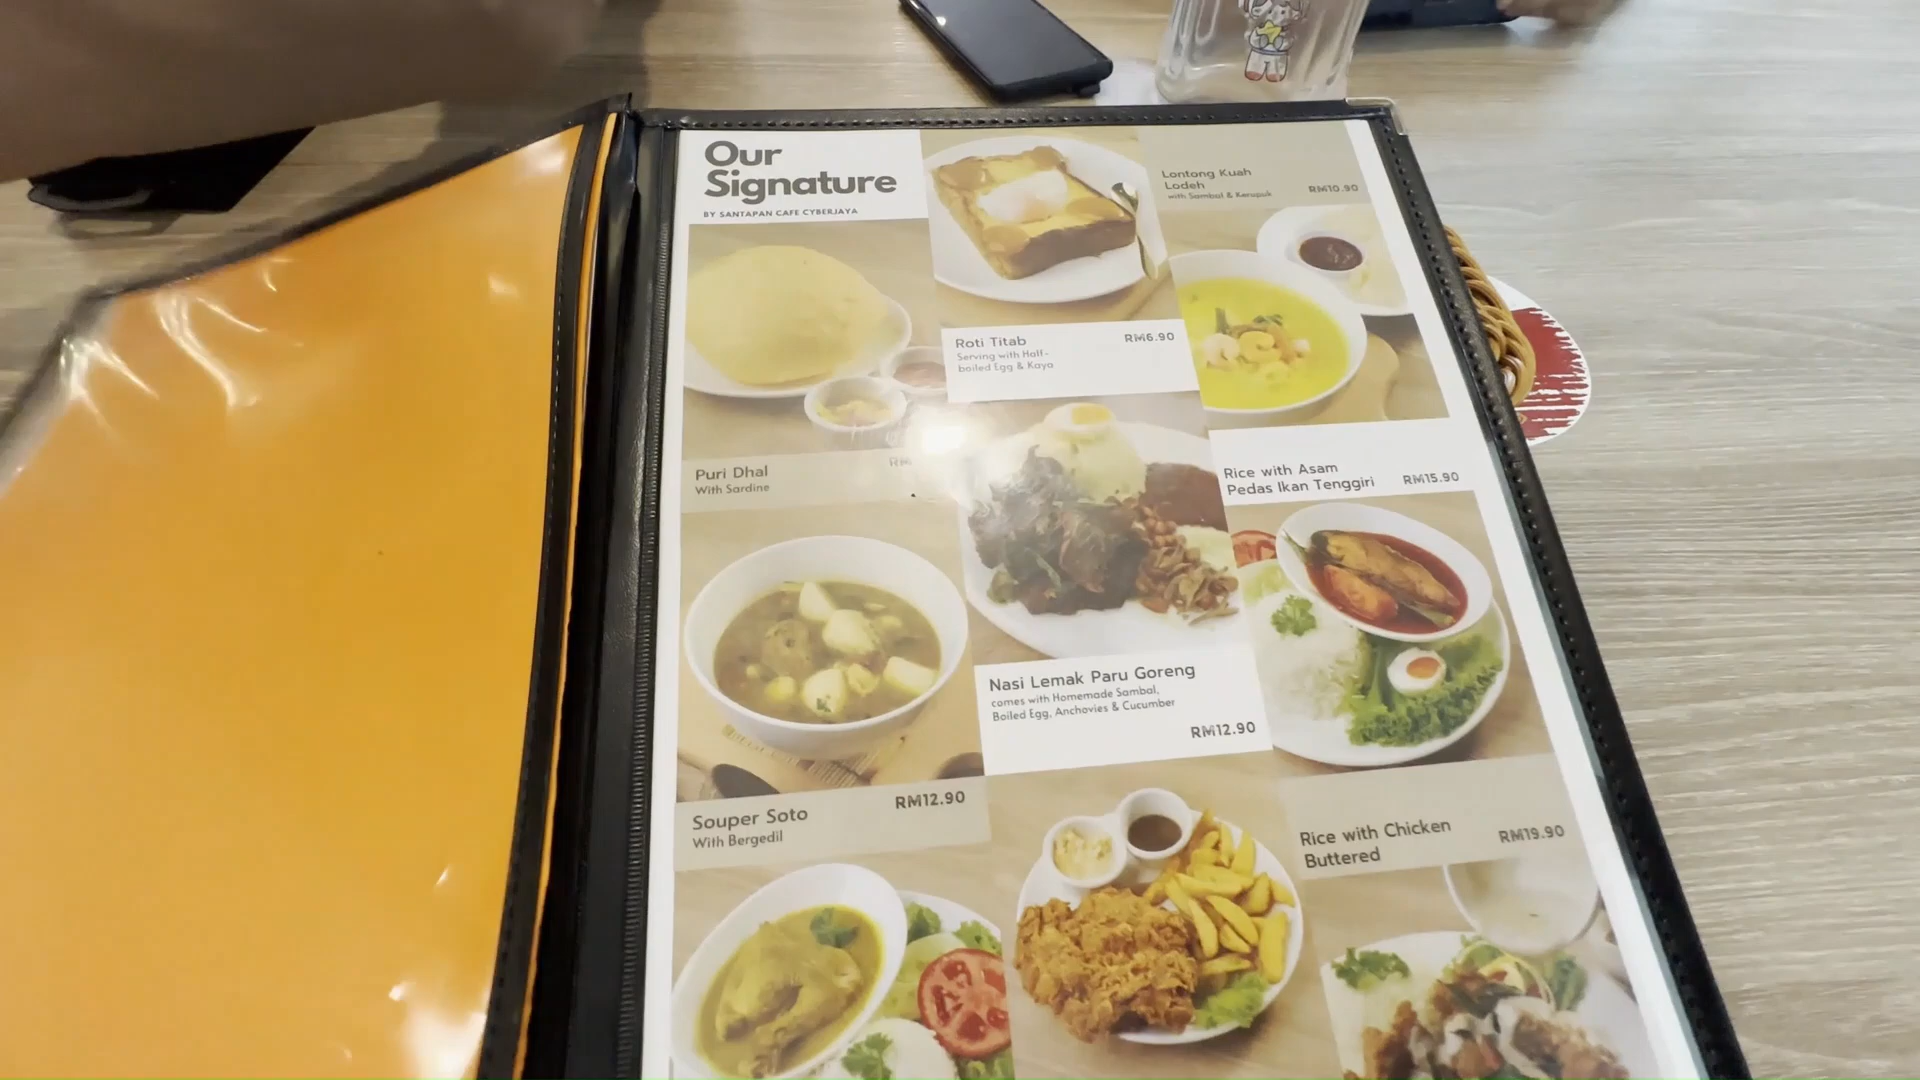 Our
Signature
BY SANTAPAN CAFE CYBERJAYA
Lontong Kuah
Lodeh
with Sambal & Kerupuk
RM10.90
Roti Titab
RM6.90
Serving with Half-
boiled Egg & Kaya
Puri Dhal
RM
With Sardine
Rice with Asam
Pedas Ikan Tenggiri
RM15.90
Nasi Lemak Paru Goreng
comes with Homemade Sambal,
Boiled Egg, Anchovies & Cucumber
RM12.90
Souper Soto
RM12.90
With Bergedil
Rice with Chicken
Buttered
RM19.90